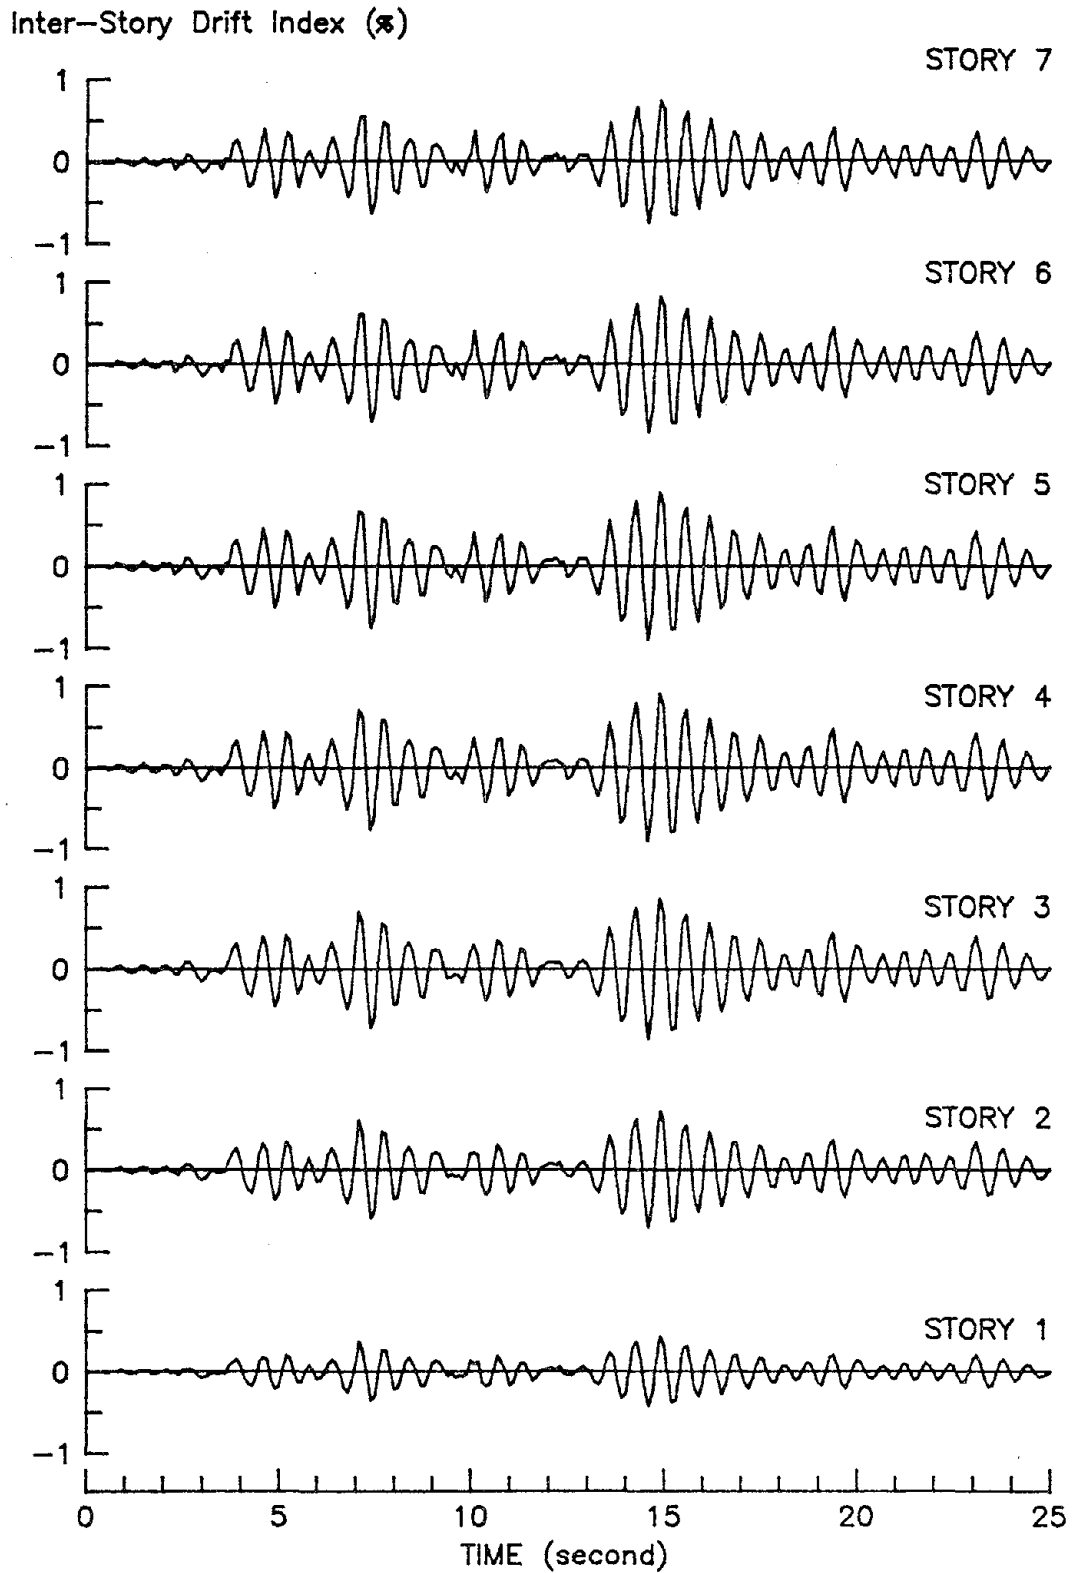 Inter-Story Drift Index (%)
STORY 7
1
0
-1
STORY 6
1
0
-1
STORY 5
1
0
-1
STORY 4
1
0
-1
STORY 3
1
0
-1
STORY 2
1
0
-1
STORY 1
1
0
-1
0 5 10 15 20 25
TIME (second)